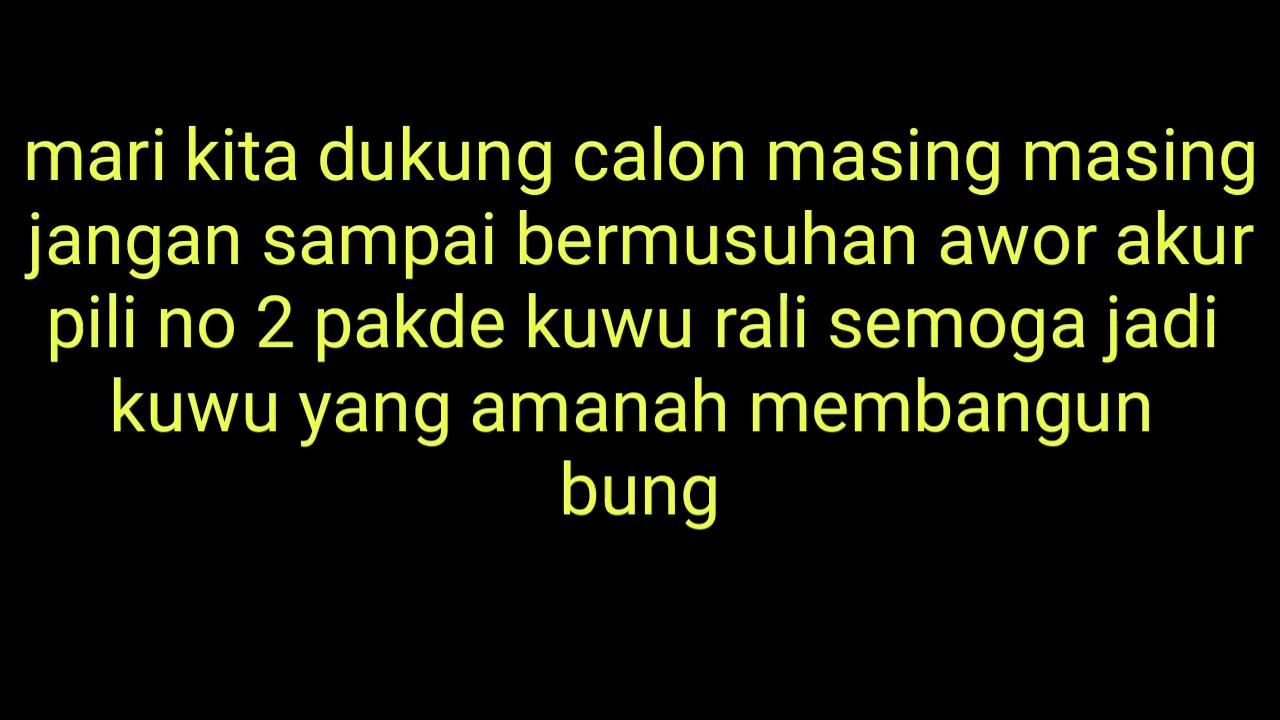 mari kita dukung calon masing masing
jangan sampai bermusuhan awor akur
pili no 2 pakde kuwu rali semoga jadi
kuwu yang amanah membangun
bung